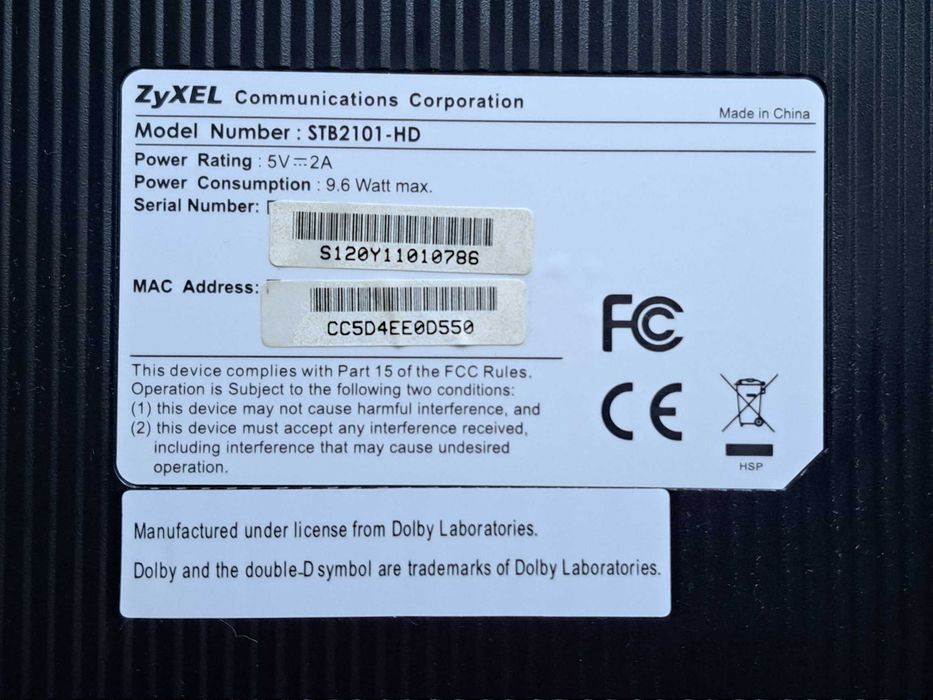 ZyXEL Communications Corporation
Made in China
Model Number : STB2101-HD
Power Rating : 5V⎓2A
Power Consumption : 9.6 Watt max.
Serial Number:
S120Y11010786
MAC Address:
CC5D4EE0D550
FC
CE
This device complies with Part 15 of the FCC Rules.
Operation is Subject to the following two conditions:
(1) this device may not cause harmful interference, and
(2) this device must accept any interference received,
including interference that may cause undesired
operation.
HSP
Manufactured under license from Dolby Laboratories.
Dolby and the double-D symbol are trademarks of Dolby Laboratories.